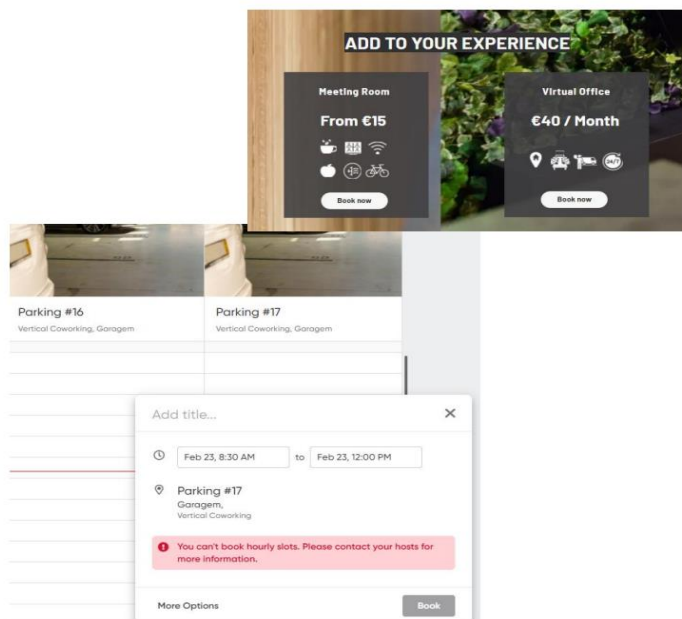 ADD TO YOUR EXPERIENCE
Meeting Room
From €15
Book now
Virtual Office
€40 / Month
24/7
Book now
Parking #16
Vertical Coworking, Garagem
Parking #17
Vertical Coworking, Garagem
Add title...
Feb 23, 8:30 AM to Feb 23, 12:00 PM
Parking #17
Garagem,
Vertical Coworking
You can't book hourly slots. Please contact your hosts for
more information.
More Options
Book